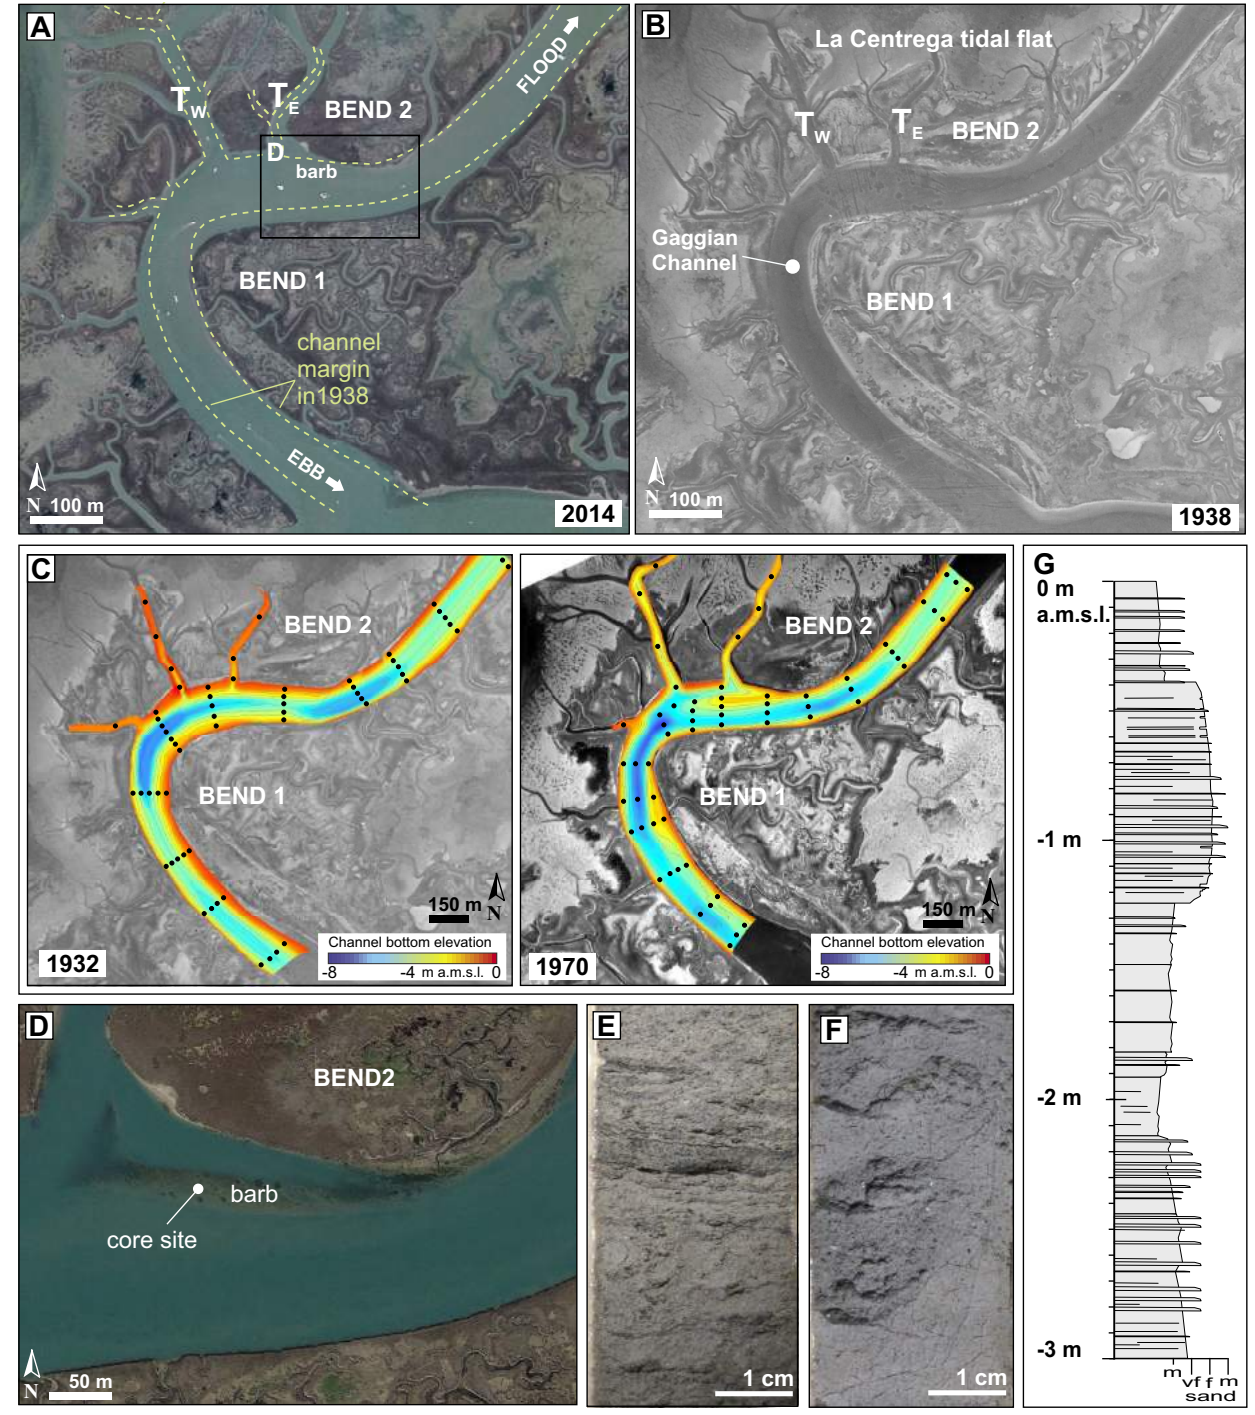 A
T W
T E
BEND 2
FLOOD
D
barb
BEND 1
channel
margin
in1938
EBB
N 100 m
2014
B
La Centrega tidal flat
T W
T E
BEND 2
Gaggian
Channel
BEND 1
N 100 m
1938
C
BEND 2
BEND 1
150 m
N
1932
Channel bottom elevation
-8 -4 m a.m.s.l. 0
BEND 2
BEND 1
150 m
N
1970
Channel bottom elevation
-8 -4 m a.m.s.l. 0
D
BEND2
barb
core site
N 50 m
E
1 cm
F
1 cm
G
0 m
a.m.s.l.
-1 m
-2 m
-3 m
m vf f m
sand